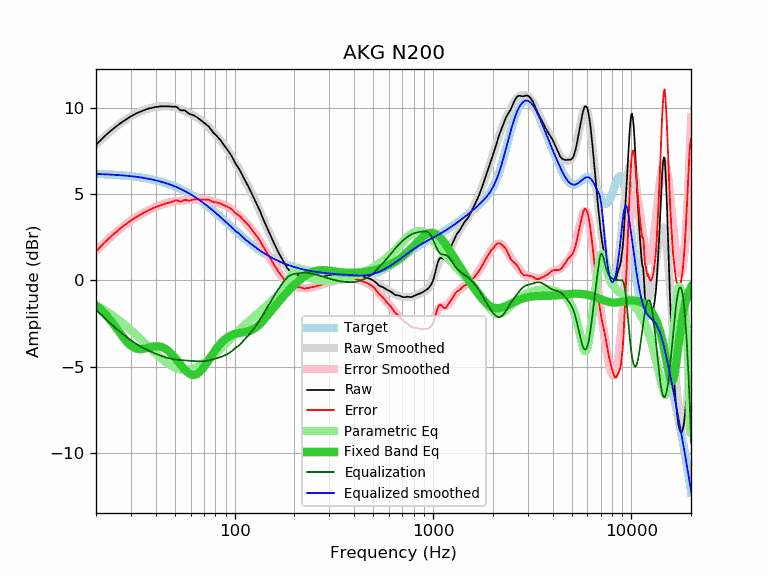 AKG N200
Amplitude (dBr)
10
5
0
−5
−10
Target
Raw Smoothed
Error Smoothed
Raw
Error
Parametric Eq
Fixed Band Eq
Equalization
Equalized smoothed
100
1000
10000
Frequency (Hz)